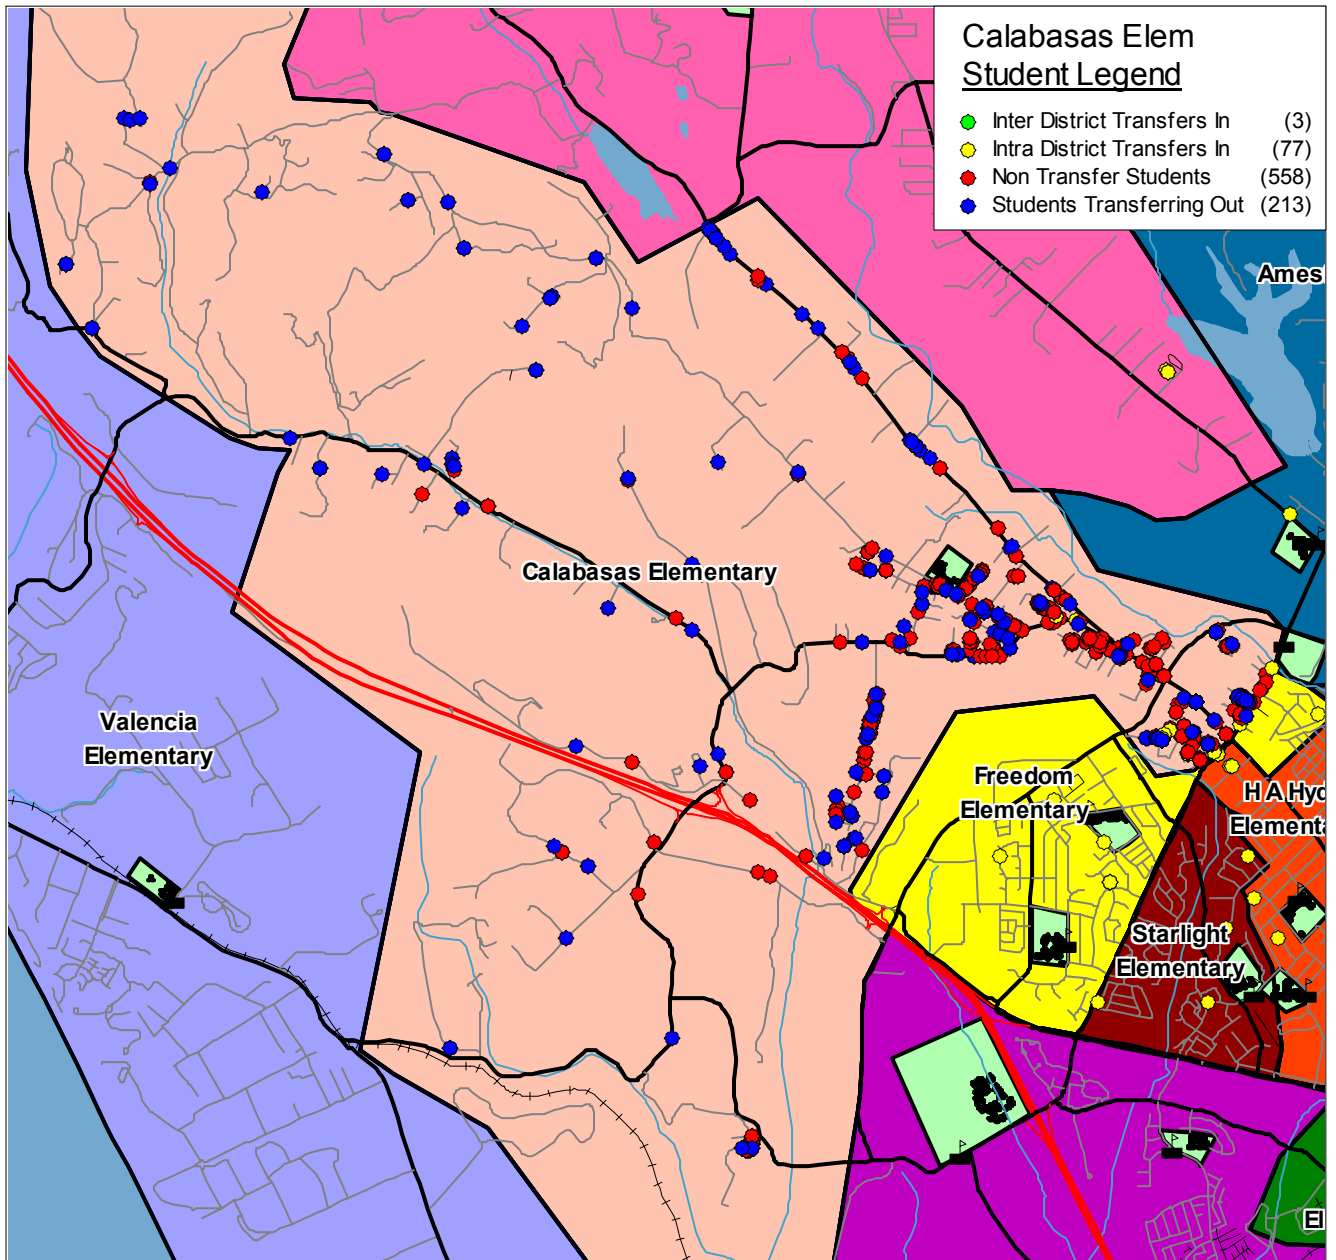 Calabasas Elem
Student Legend
Inter District Transfers In (3)
Intra District Transfers In (77)
Non Transfer Students (558)
Students Transferring Out (213)
Ames
Calabasas Elementary
Valencia
Elementary
Freedom
Elementary
H A Hyd
Elementa
Starlight
Elementary
El